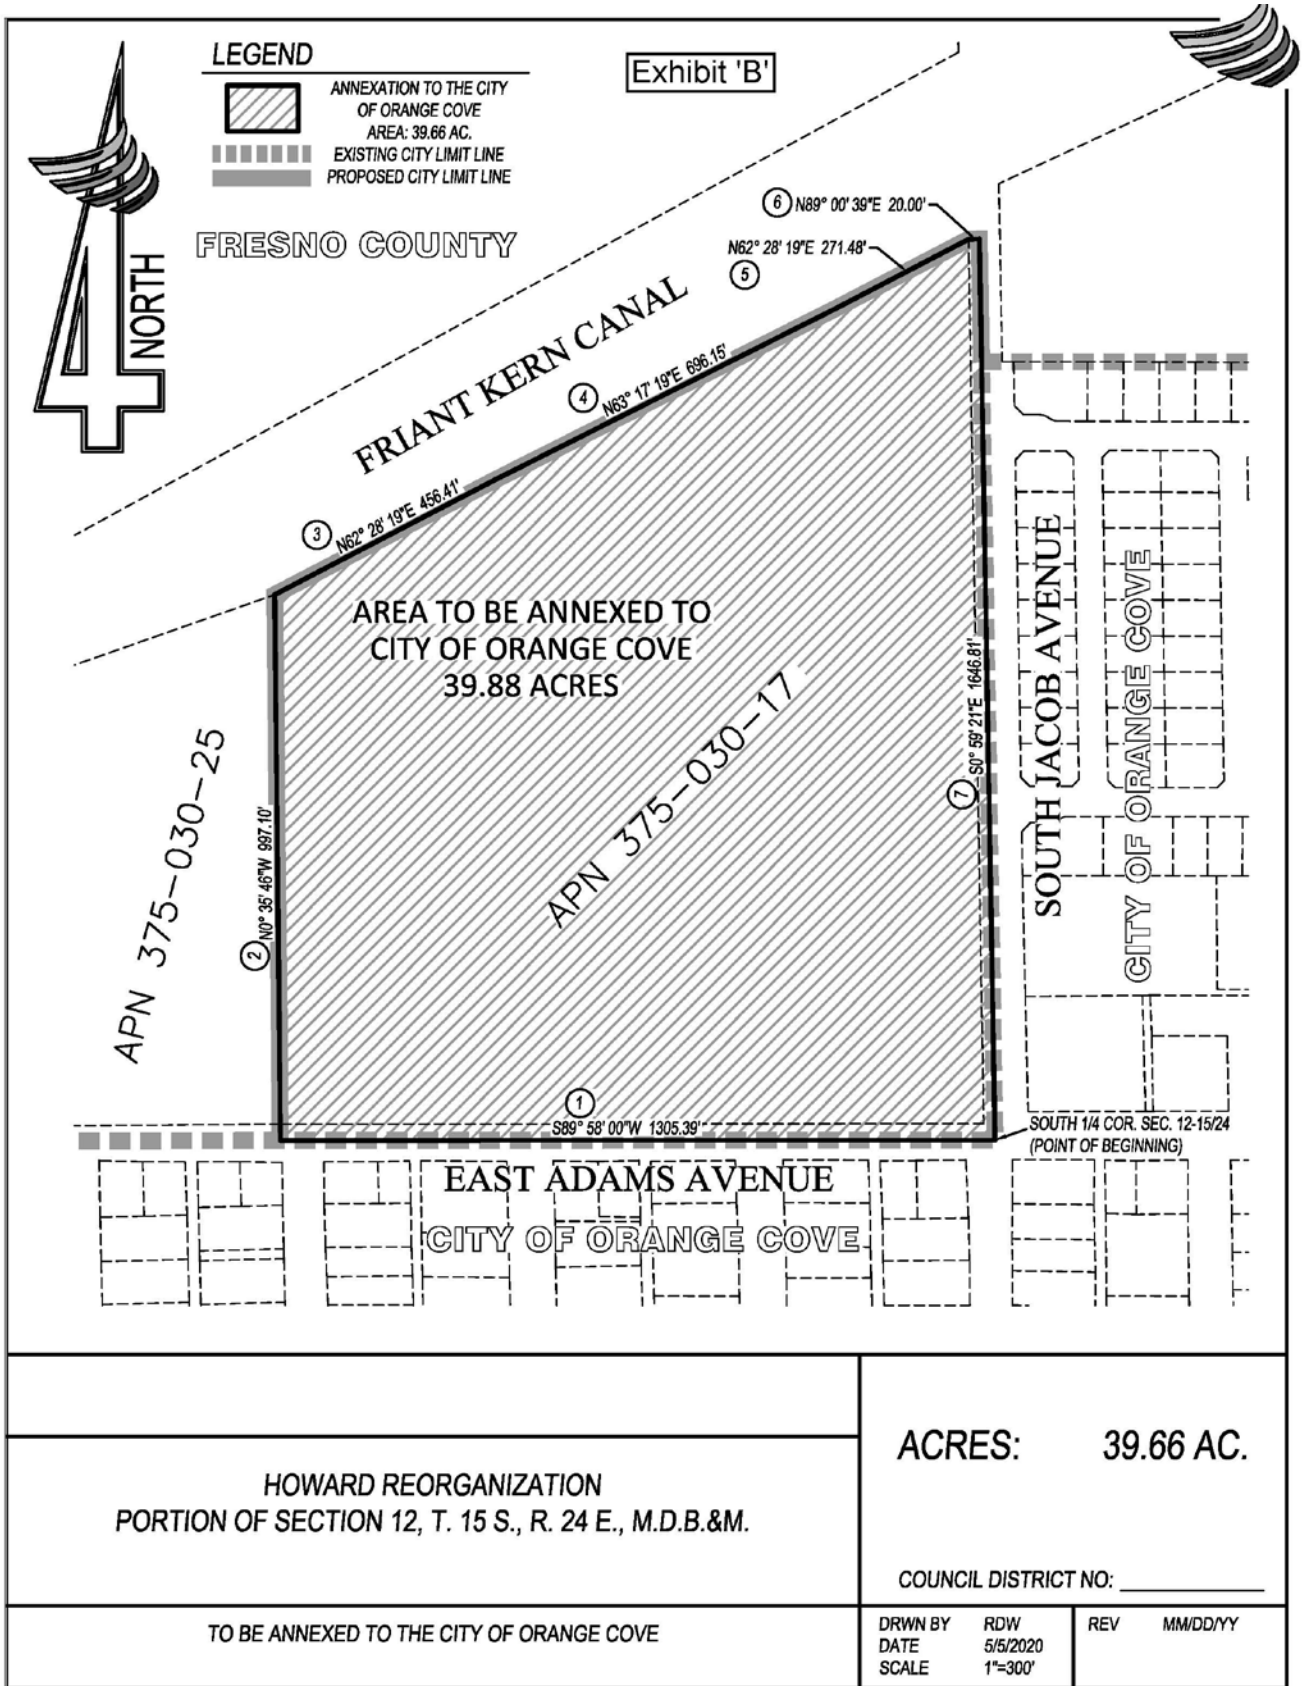 LEGEND
ANNEXATION TO THE CITY
OF ORANGE COVE
AREA: 39.66 AC.
EXISTING CITY LIMIT LINE
PROPOSED CITY LIMIT LINE
Exhibit 'B'
NORTH
FRESNO COUNTY
6 N89° 00' 39"E 20.00'
N62° 28' 19"E 271.48'
5
FRIANT KERN CANAL
4 N63° 17' 19"E 696.15'
3 N62° 28' 19"E 456.41'
AREA TO BE ANNEXED TO
CITY OF ORANGE COVE
39.88 ACRES
APN 375-030-17
APN 375-030-25
2 N0° 35' 46"W 997.10'
7 S0° 59' 21"E 1646.81'
SOUTH JACOB AVENUE
CITY OF ORANGE COVE
1
S89° 58' 00"W 1305.39'
SOUTH 1/4 COR. SEC. 12-15/24
(POINT OF BEGINNING)
EAST ADAMS AVENUE
CITY OF ORANGE COVE
HOWARD REORGANIZATION
PORTION OF SECTION 12, T. 15 S., R. 24 E., M.D.B.&M.
TO BE ANNEXED TO THE CITY OF ORANGE COVE
ACRES: 39.66 AC.
COUNCIL DISTRICT NO:
DRWN BY RDW
DATE 5/5/2020
SCALE 1"=300'
REV MM/DD/YY